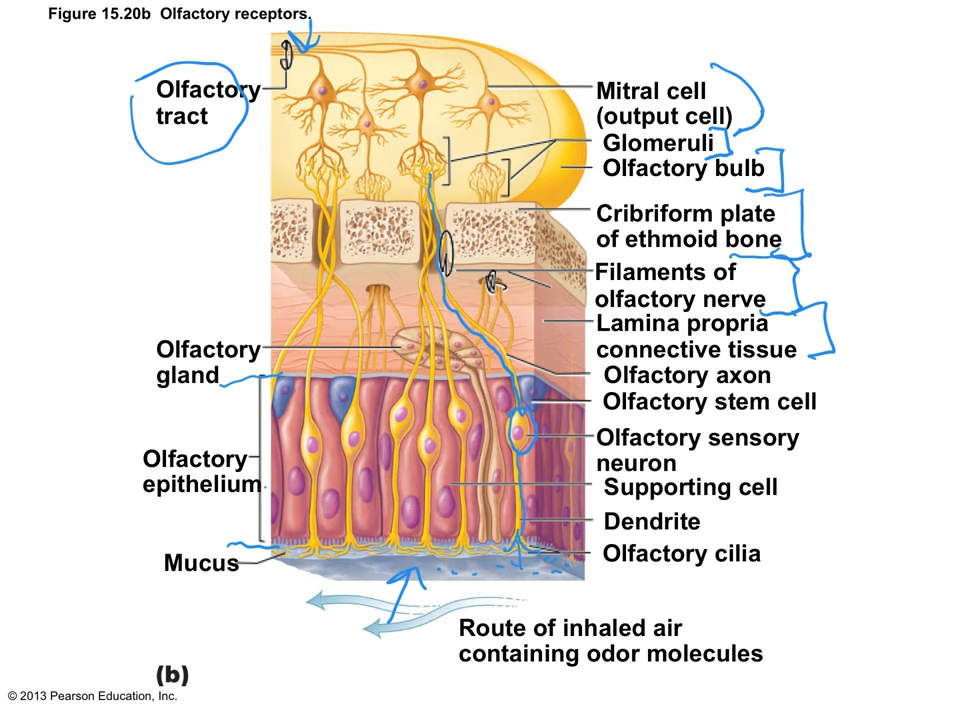 Figure 15.20b Olfactory receptors.
Olfactory
tract
Mitral cell
(output cell)
Glomeruli
Olfactory bulb
Cribriform plate
of ethmoid bone
Filaments of
olfactory nerve
Lamina propria
connective tissue
Olfactory
gland
Olfactory axon
Olfactory stem cell
Olfactory sensory
neuron
Olfactory
epithelium
Supporting cell
Dendrite
Olfactory cilia
Mucus
Route of inhaled air
containing odor molecules
(b)
© 2013 Pearson Education, Inc.